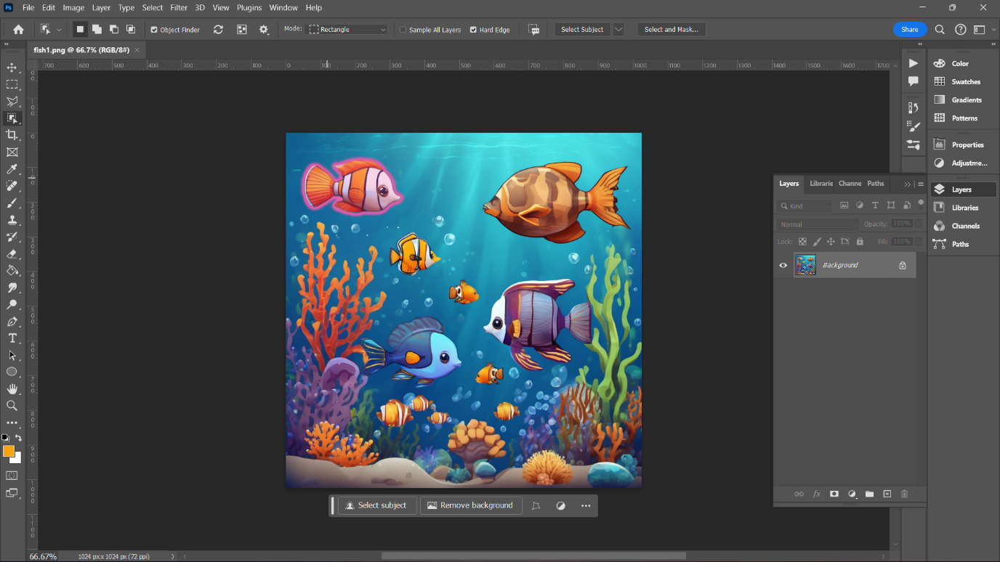 Ps File Edit Image Layer Type Select Filter 3D View Plugins Window Help
Object Finder Mode: Rectangle Sample All Layers Hard Edge Select Subject Select and Mask... Share
fish1.png @ 66.7% (RGB/8#) ×
700 600 500 400 300 200 100 0 100 200 300 400 500 600 700 800 900 1000 1100 1200 1300 1400 1500 1600 1700
Color
Swatches
Gradients
Patterns
Properties
Adjustme...
Layers
Libraries
Channels
Paths
Layers Librarie Channe Paths
Kind
Normal Opacity: 100%
Lock: Fill: 100%
Background
fx
Select subject Remove background
66.67% 1024 px x 1024 px (72 ppi)